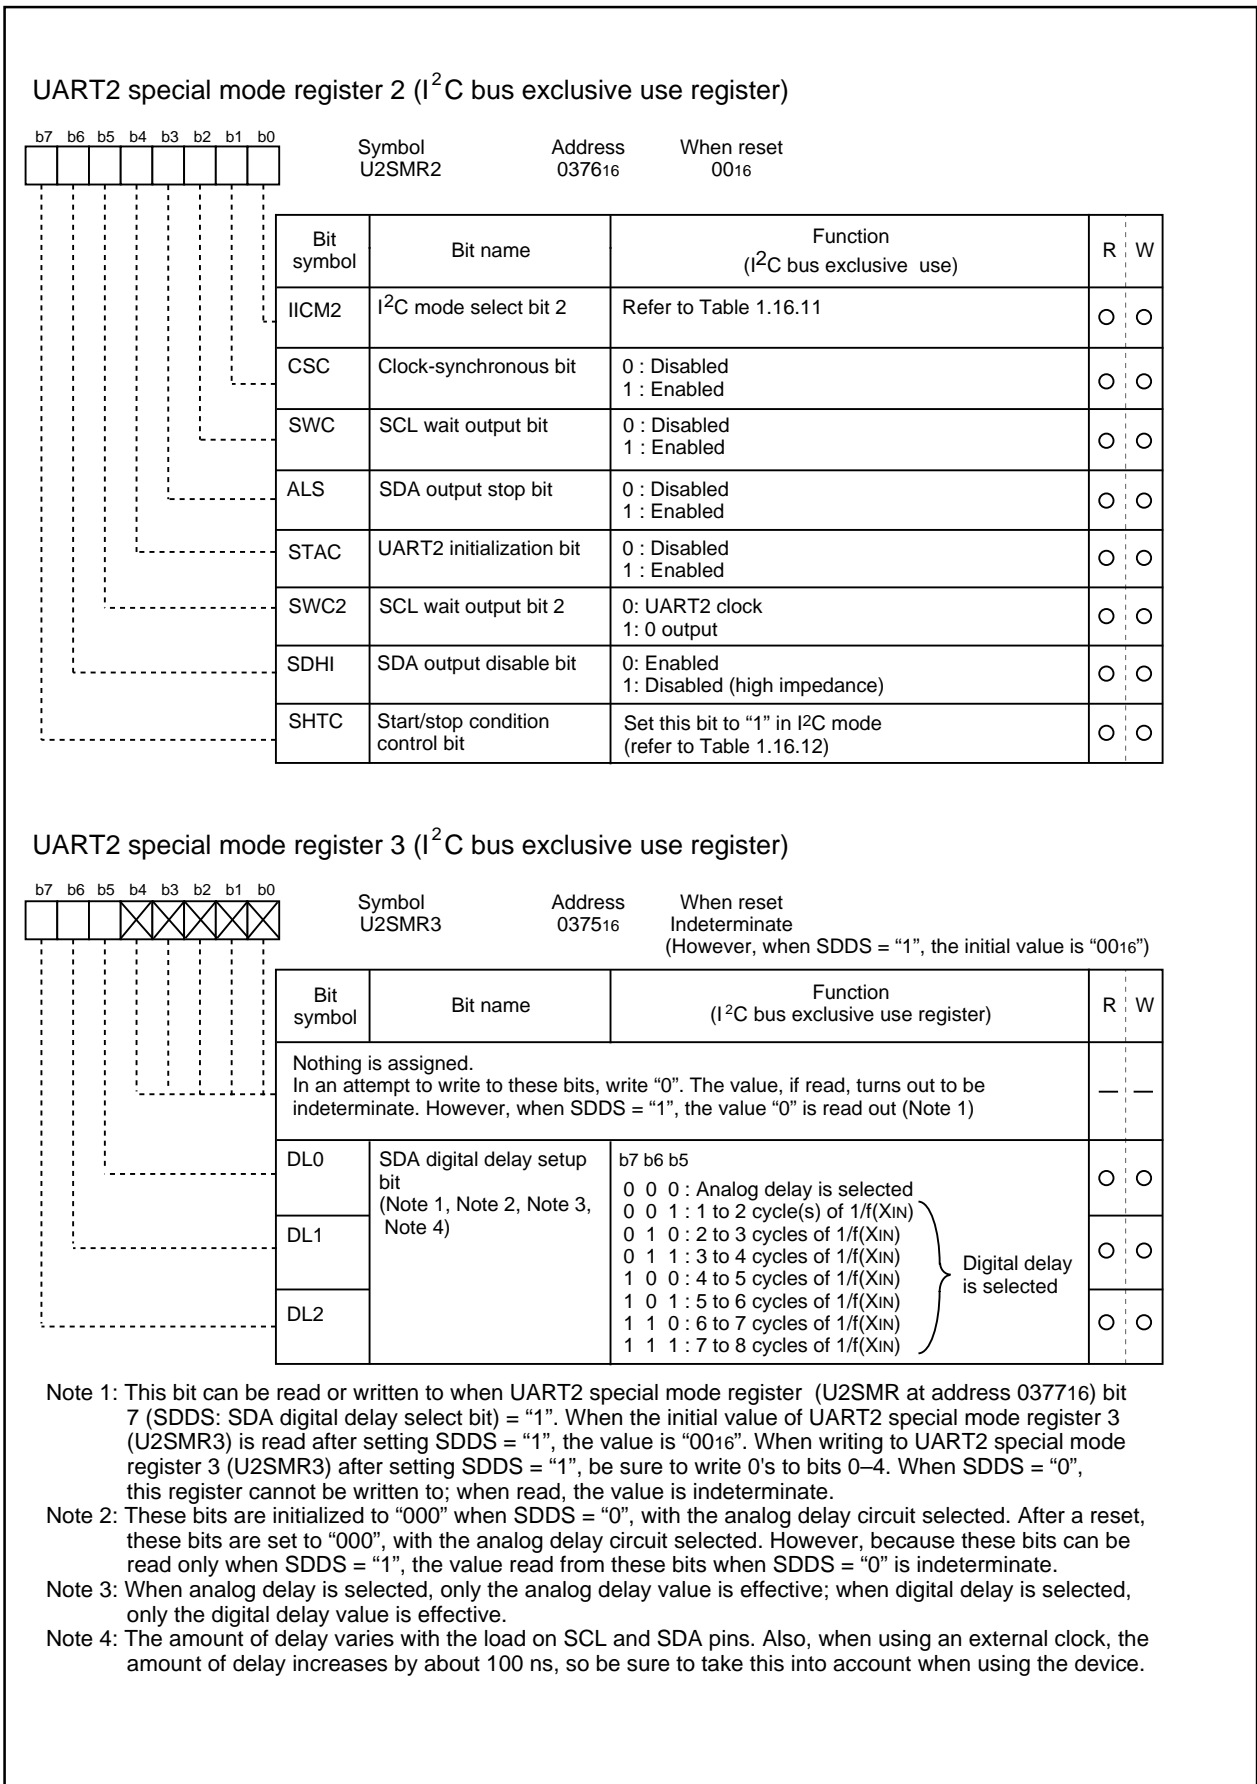 UART2 special mode register 2 (I2C bus exclusive use register)
b7 b6 b5 b4 b3 b2 b1 b0
Symbol Address When reset
U2SMR2 037616 0016
Bit symbol Bit name Function (I2C bus exclusive use) R W
IICM2 I2C mode select bit 2 Refer to Table 1.16.11
CSC Clock-synchronous bit 0 : Disabled
1 : Enabled
SWC SCL wait output bit 0 : Disabled
1 : Enabled
ALS SDA output stop bit 0 : Disabled
1 : Enabled
STAC UART2 initialization bit 0 : Disabled
1 : Enabled
SWC2 SCL wait output bit 2 0: UART2 clock
1: 0 output
SDHI SDA output disable bit 0: Enabled
1: Disabled (high impedance)
SHTC Start/stop condition Set this bit to “1” in I2C mode
control bit (refer to Table 1.16.12)
UART2 special mode register 3 (I2C bus exclusive use register)
b7 b6 b5 b4 b3 b2 b1 b0
Symbol Address When reset
U2SMR3 037516 Indeterminate
(However, when SDDS = “1”, the initial value is “0016”)
Bit symbol Bit name Function (I2C bus exclusive use register) R W
Nothing is assigned.
In an attempt to write to these bits, write “0”. The value, if read, turns out to be
indeterminate. However, when SDDS = “1”, the value “0” is read out (Note 1)
— —
DL0 SDA digital delay setup b7 b6 b5
bit
(Note 1, Note 2, Note 3,
Note 4)
DL1
DL2
0 0 0 : Analog delay is selected
0 0 1 : 1 to 2 cycle(s) of 1/f(XIN)
0 1 0 : 2 to 3 cycles of 1/f(XIN)
0 1 1 : 3 to 4 cycles of 1/f(XIN)
1 0 0 : 4 to 5 cycles of 1/f(XIN)
1 0 1 : 5 to 6 cycles of 1/f(XIN)
1 1 0 : 6 to 7 cycles of 1/f(XIN)
1 1 1 : 7 to 8 cycles of 1/f(XIN)
Digital delay
is selected
Note 1: This bit can be read or written to when UART2 special mode register (U2SMR at address 037716) bit
7 (SDDS: SDA digital delay select bit) = “1”. When the initial value of UART2 special mode register 3
(U2SMR3) is read after setting SDDS = “1”, the value is “0016”. When writing to UART2 special mode
register 3 (U2SMR3) after setting SDDS = “1”, be sure to write 0's to bits 0–4. When SDDS = “0”,
this register cannot be written to; when read, the value is indeterminate.
Note 2: These bits are initialized to “000” when SDDS = “0”, with the analog delay circuit selected. After a reset,
these bits are set to “000”, with the analog delay circuit selected. However, because these bits can be
read only when SDDS = “1”, the value read from these bits when SDDS = “0” is indeterminate.
Note 3: When analog delay is selected, only the analog delay value is effective; when digital delay is selected,
only the digital delay value is effective.
Note 4: The amount of delay varies with the load on SCL and SDA pins. Also, when using an external clock, the
amount of delay increases by about 100 ns, so be sure to take this into account when using the device.